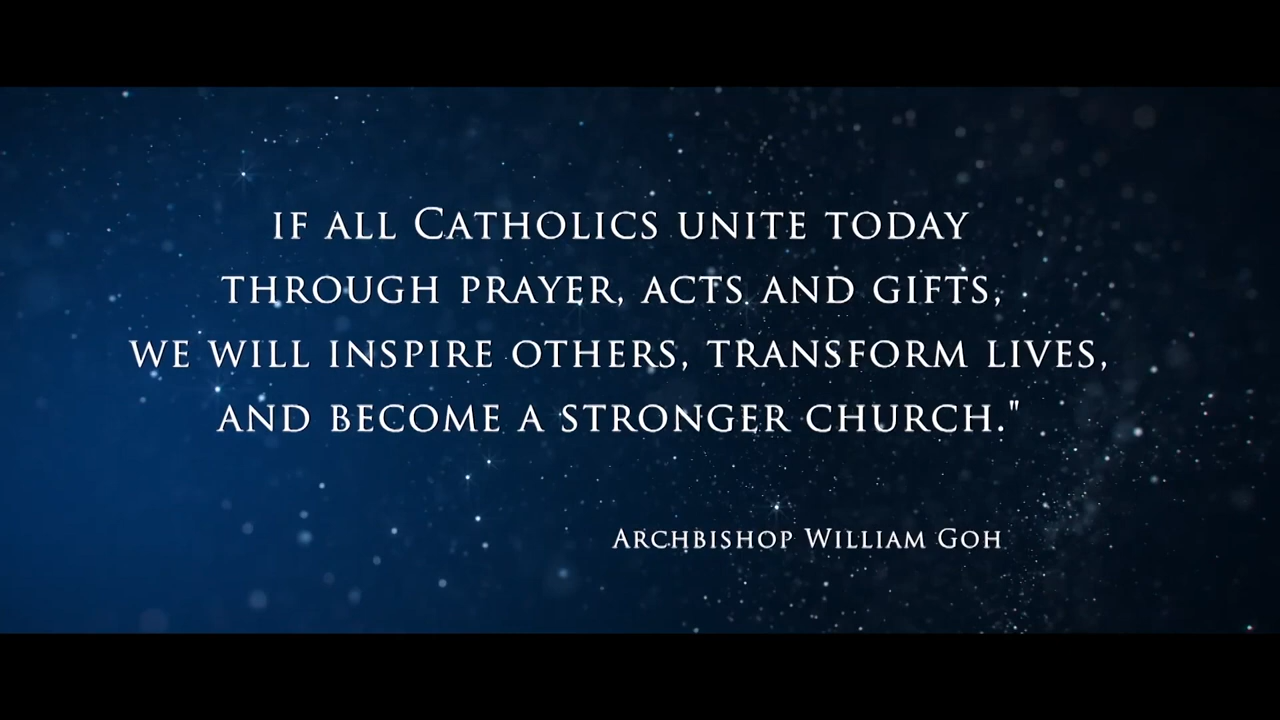 IF ALL CATHOLICS UNITE TODAY
THROUGH PRAYER, ACTS AND GIFTS,
WE WILL INSPIRE OTHERS, TRANSFORM LIVES,
AND BECOME A STRONGER CHURCH."
ARCHBISHOP WILLIAM GOH